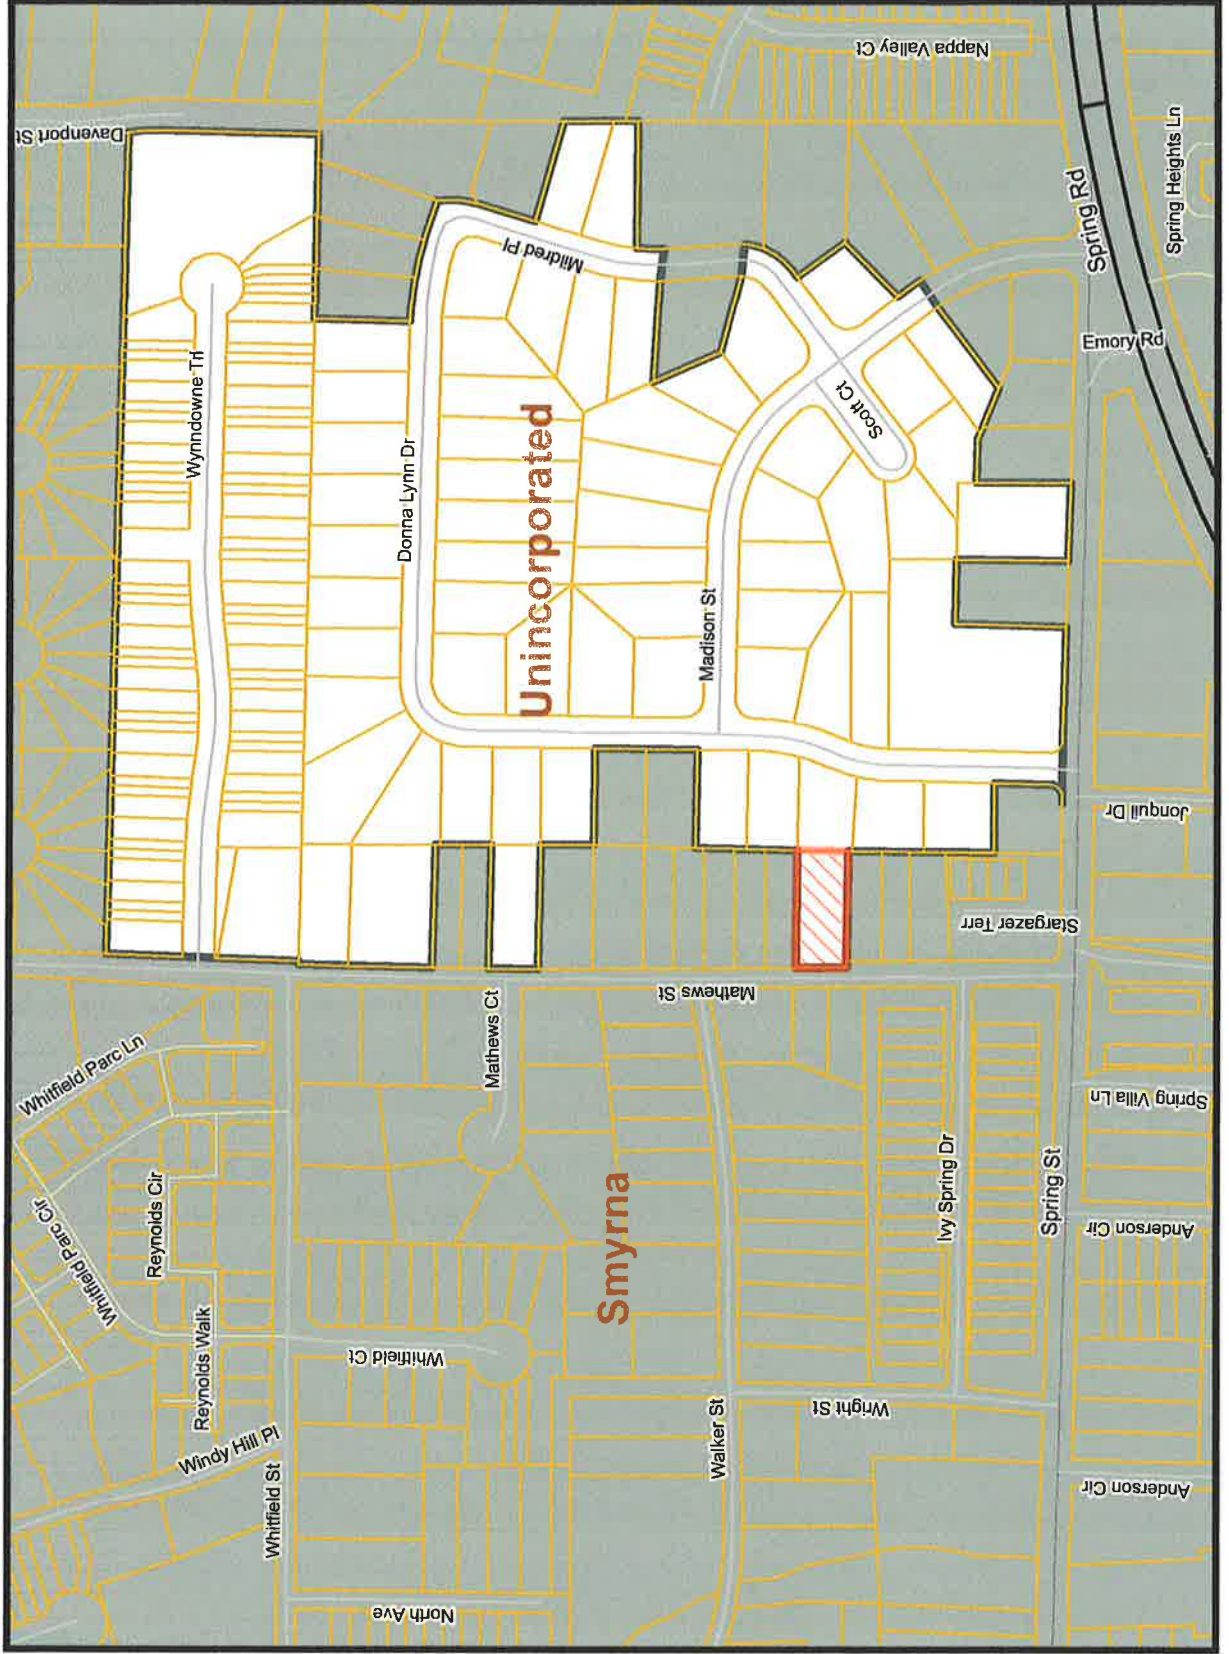 Nappa Valley Ct
Davenport St
Spring Heights Ln
Spring Rd
Mildred Pl
Emory Rd
Wyndowne Trl
Scott Ct
Donna Lynn Dr
Unincorporated
Madison St
Jonquil Dr
Stargazer Terr
Mathews St
Mathews Ct
Whitfield Parc Ln
Spring Villa Ln
Ivy Spring Dr
Spring St
Reynolds Cir
Anderson Cir
Whitfield Parc Cir
Smyrna
Reynolds Walk
Whitfield Ct
Wright St
Walker St
Windy Hill Pl
Whitfield St
Anderson Cir
North Ave